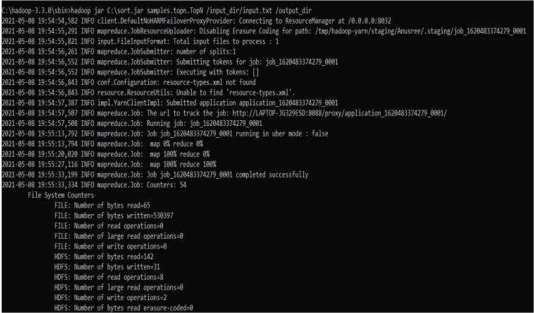 C:\hadoop-3.3.0\sbin>hadoop jar C:\sort.jar samples.topn.TopN /input_dir/input.txt /output_dir
2021-05-08 19:54:54,582 INFO client.DefaultNoHARMFailoverProxyProvider: Connecting to ResourceManager at /0.0.0.0:8032
2021-05-08 19:54:55,291 INFO mapreduce.JobResourceUploader: Disabling Erasure Coding for path: /tmp/hadoop-yarn/staging/Anusree/.staging/job_1620483374279_0001
2021-05-08 19:54:55,821 INFO input.FileInputFormat: Total input files to process : 1
2021-05-08 19:54:56,261 INFO mapreduce.JobSubmitter: number of splits:1
2021-05-08 19:54:56,552 INFO mapreduce.JobSubmitter: Submitting tokens for job: job_1620483374279_0001
2021-05-08 19:54:56,552 INFO mapreduce.JobSubmitter: Executing with tokens: []
2021-05-08 19:54:56,843 INFO conf.Configuration: resource-types.xml not found
2021-05-08 19:54:56,843 INFO resource.ResourceUtils: Unable to find 'resource-types.xml'.
2021-05-08 19:54:57,387 INFO impl.YarnClientImpl: Submitted application application_1620483374279_0001
2021-05-08 19:54:57,507 INFO mapreduce.Job: The url to track the job: http://LAPTOP-JG329ESD:8088/proxy/application_1620483374279_0001/
2021-05-08 19:54:57,508 INFO mapreduce.Job: Running job: job_1620483374279_0001
2021-05-08 19:55:13,792 INFO mapreduce.Job: Job job_1620483374279_0001 running in uber mode : false
2021-05-08 19:55:13,794 INFO mapreduce.Job: map 0% reduce 0%
2021-05-08 19:55:20,020 INFO mapreduce.Job: map 100% reduce 0%
2021-05-08 19:55:27,116 INFO mapreduce.Job: map 100% reduce 100%
2021-05-08 19:55:33,199 INFO mapreduce.Job: Job job_1620483374279_0001 completed successfully
2021-05-08 19:55:33,334 INFO mapreduce.Job: Counters: 54
File System Counters
FILE: Number of bytes read=65
FILE: Number of bytes written=530397
FILE: Number of read operations=0
FILE: Number of large read operations=0
FILE: Number of write operations=0
HDFS: Number of bytes read=142
HDFS: Number of bytes written=31
HDFS: Number of read operations=8
HDFS: Number of large read operations=0
HDFS: Number of write operations=2
HDFS: Number of bytes read erasure-coded=0